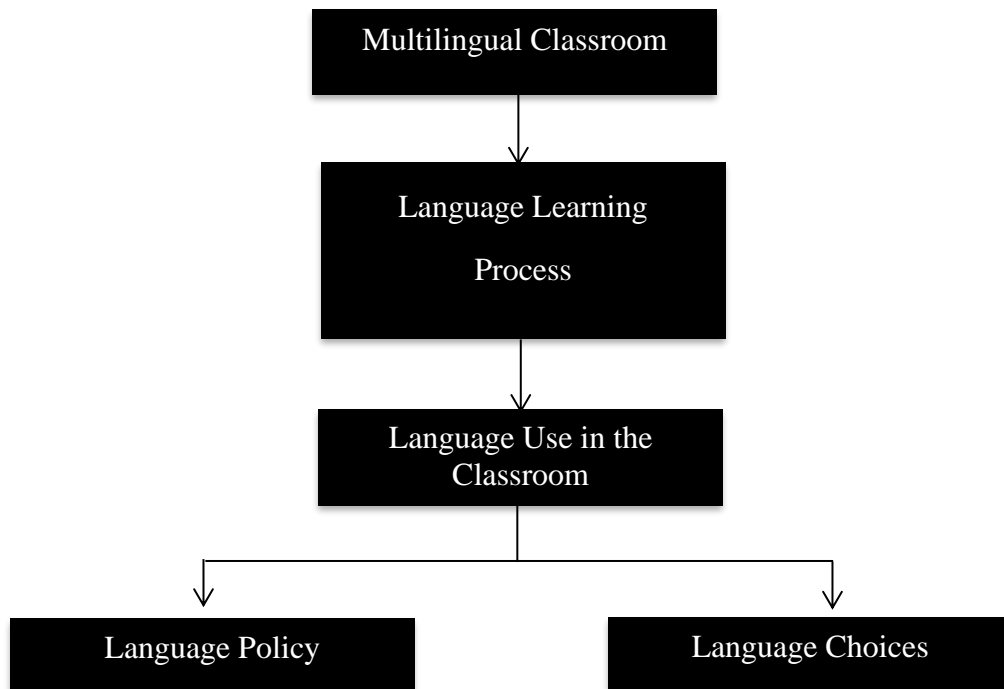 Multilingual Classroom
Language Learning
Process
Language Use in the
Classroom
Language Policy
Language Choices